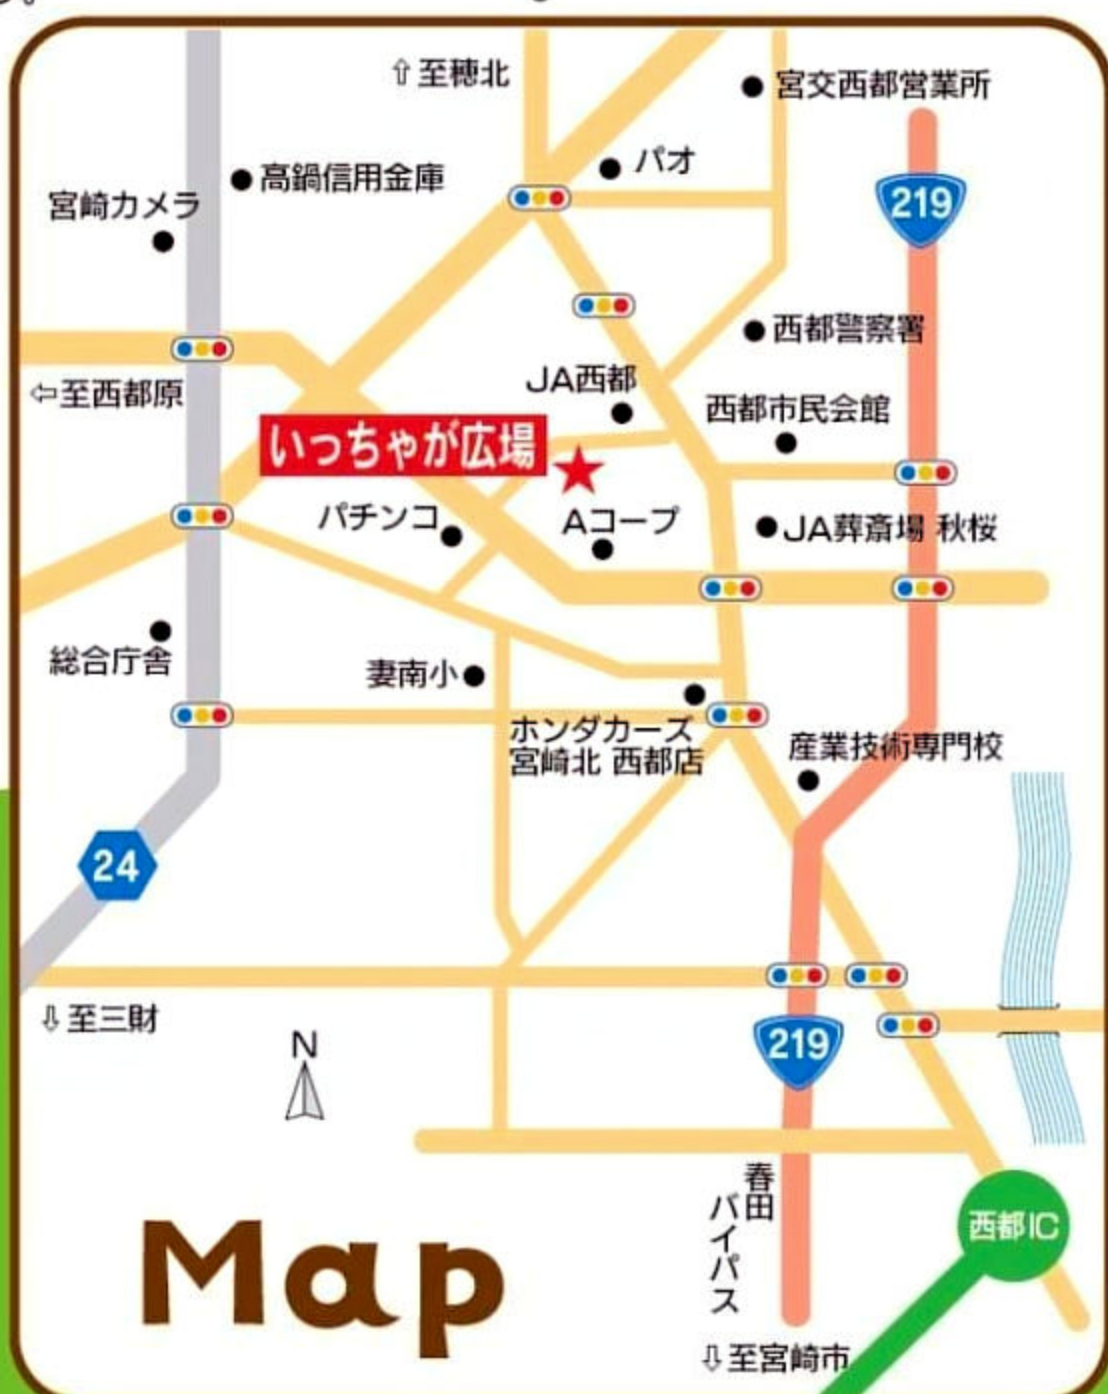 ⇧至穂北
宮交西都営業所
パオ
高鍋信用金庫
宮崎カメラ
219
西都警察署
⇦至西都原
JA西都
西都市民会館
いっちゃが広場
パチンコ
Aコープ
JA葬斎場 秋桜
総合庁舎
妻南小
ホンダカーズ
宮崎北 西都店
産業技術専門校
24
⇩至三財
N
219
春田
バイパス
西都IC
Map
⇩至宮崎市